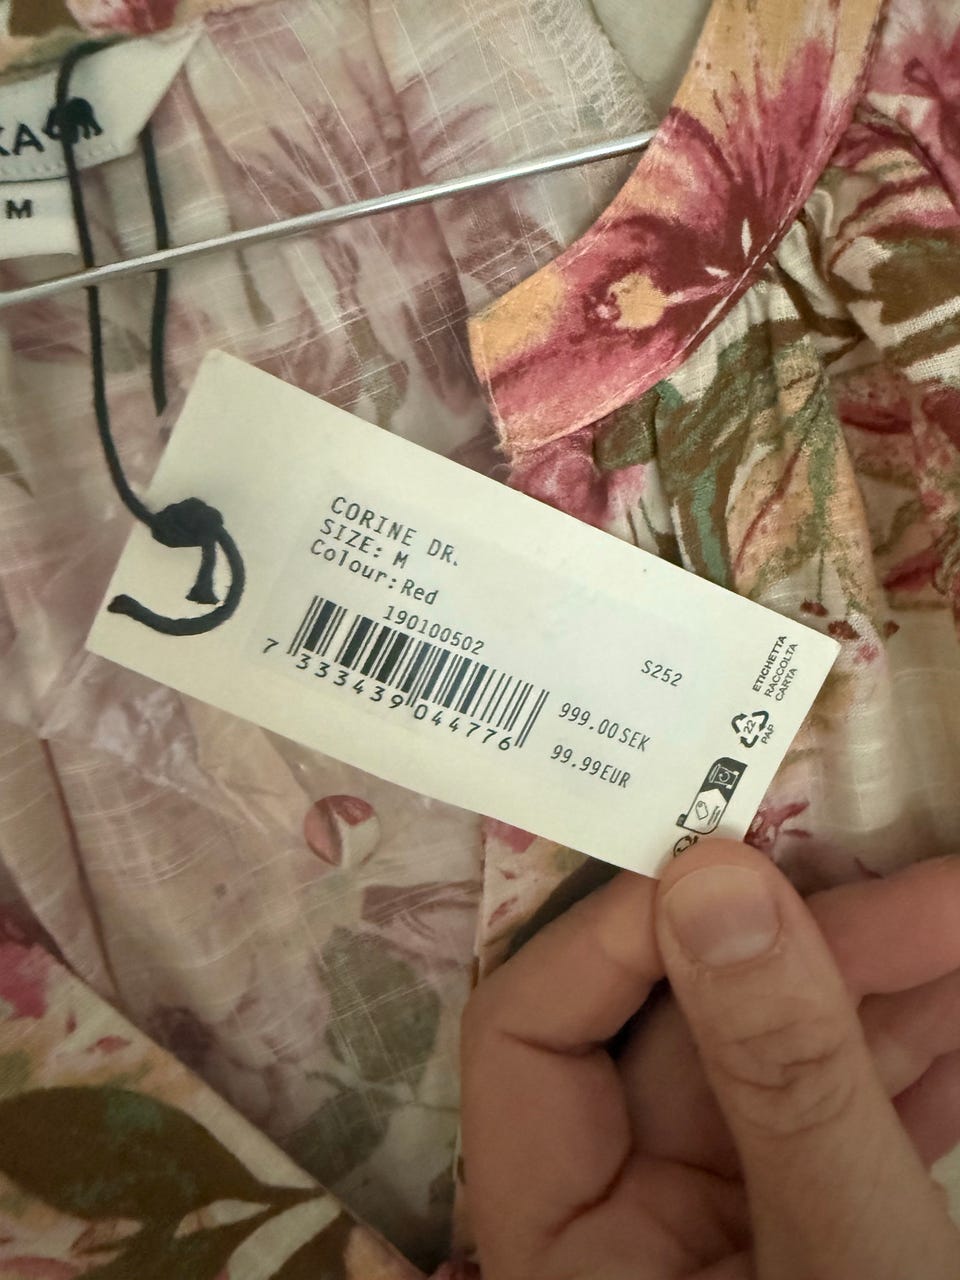 KA
M
CORINE DR.
SIZE: M
Colour:Red
190100502
7 333439 044776
S252
999.00SEK
99.99EUR
ETICHETTA
RACCOLTA
CARTA
22
PAP